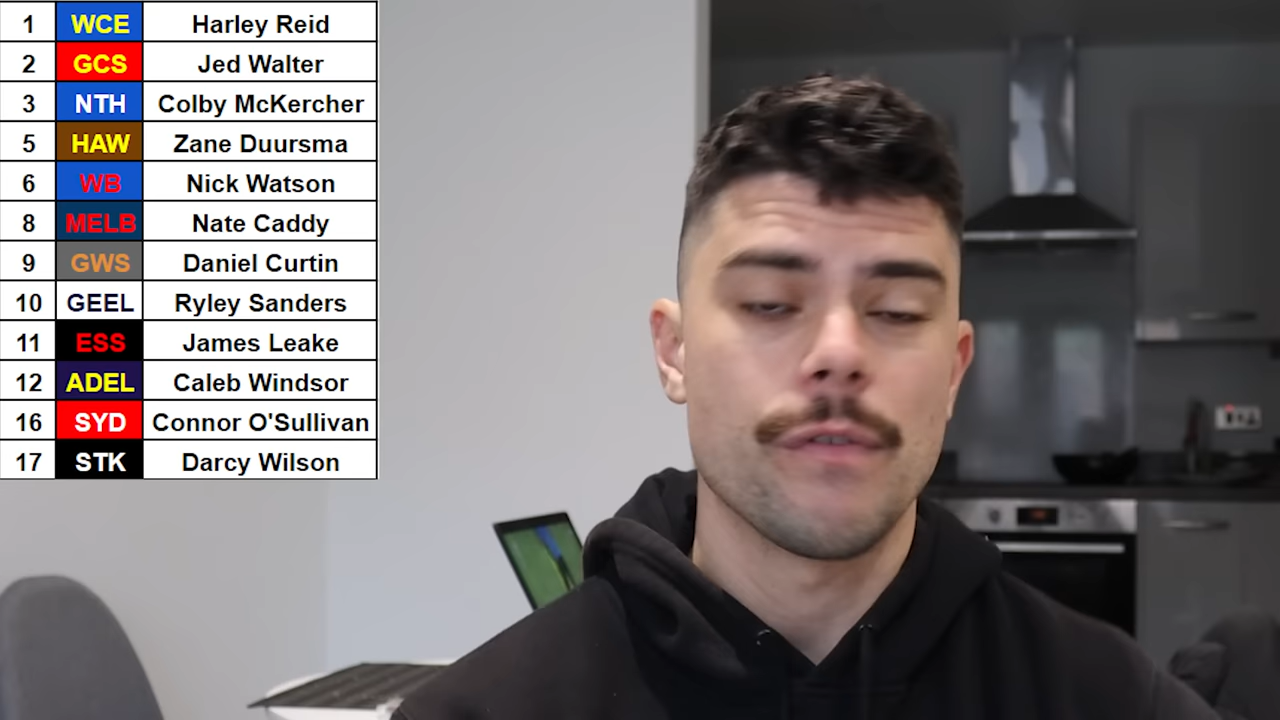 1 WCE Harley Reid
2 GCS Jed Walter
3 NTH Colby McKercher
5 HAW Zane Duursma
6 WB Nick Watson
8 MELB Nate Caddy
9 GWS Daniel Curtin
10 GEEL Ryley Sanders
11 ESS James Leake
12 ADEL Caleb Windsor
16 SYD Connor O'Sullivan
17 STK Darcy Wilson